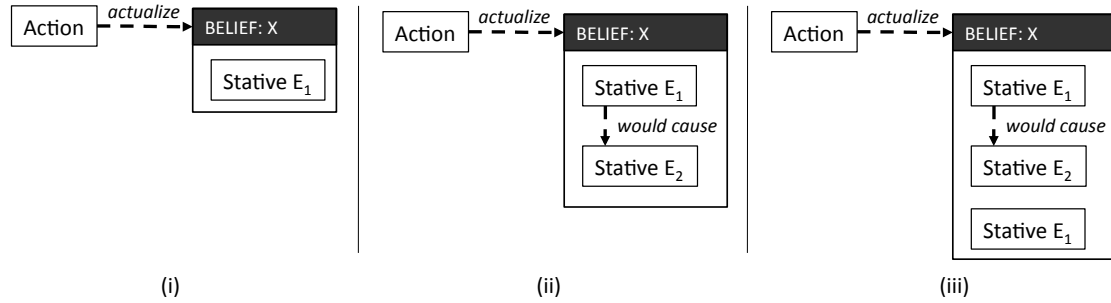 Action
actualize
BELIEF: X
Stative E1
(i)
Action
actualize
BELIEF: X
Stative E1
would cause
Stative E2
(ii)
Action
actualize
BELIEF: X
Stative E1
would cause
Stative E2
Stative E1
(iii)